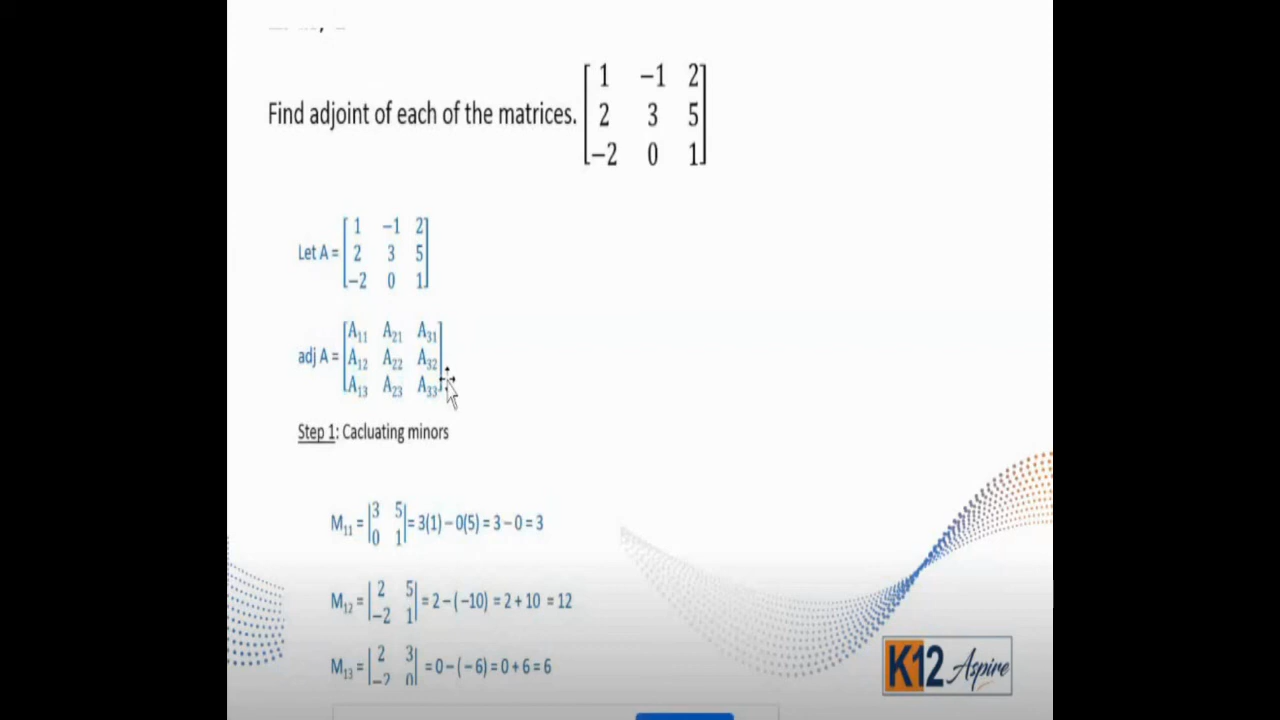 Find adjoint of each of the matrices. [1 −1 2
2 3 5
−2 0 1]
Let A = [1 −1 2
2 3 5
−2 0 1]
adj A = [A₁₁ A₂₁ A₃₁
A₁₂ A₂₂ A₃₂
A₁₃ A₂₃ A₃₃]
Step 1: Cacluating minors
M₁₁ = |3 5
0 1| = 3(1) − 0(5) = 3 − 0 = 3
M₁₂ = |2 5
−2 1| = 2 − (−10) = 2 + 10 = 12
M₁₃ = |2 3
−2 0| = 0 − (− 6) = 0 + 6 = 6
K12 Aspire